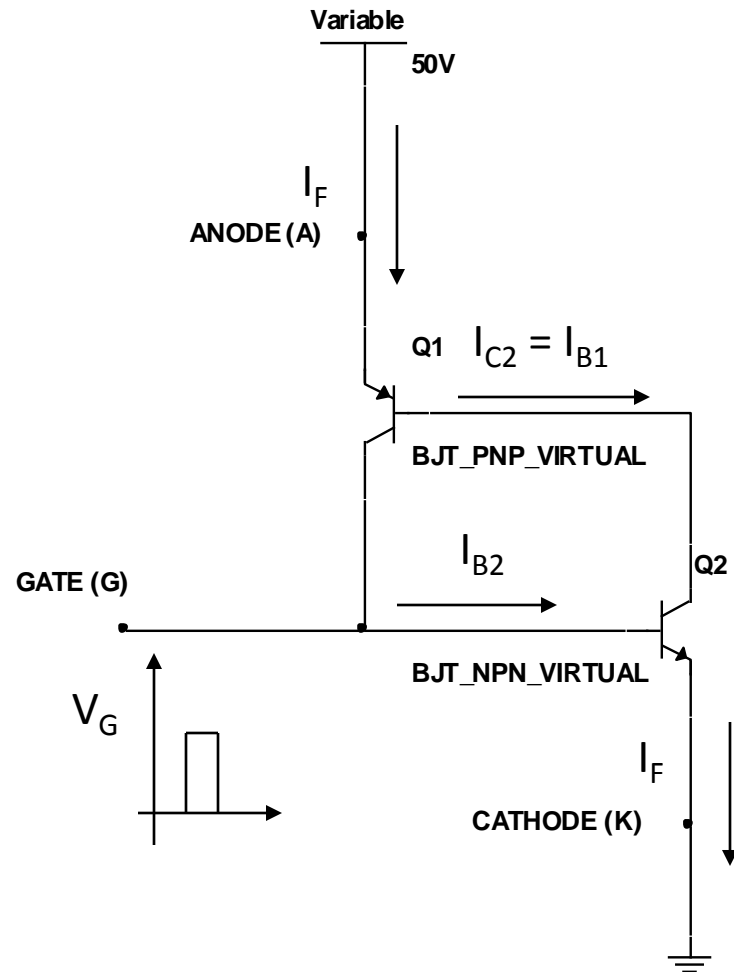 Variable
50V
I_F
ANODE (A)
Q1
I_C2 = I_B1
BJT_PNP_VIRTUAL
I_B2
Q2
GATE (G)
BJT_NPN_VIRTUAL
V_G
I_F
CATHODE (K)